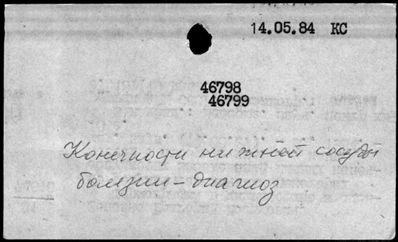 14.05.84 КС
46798
46799
Конечности нижней сосуды
болезни - диагноз